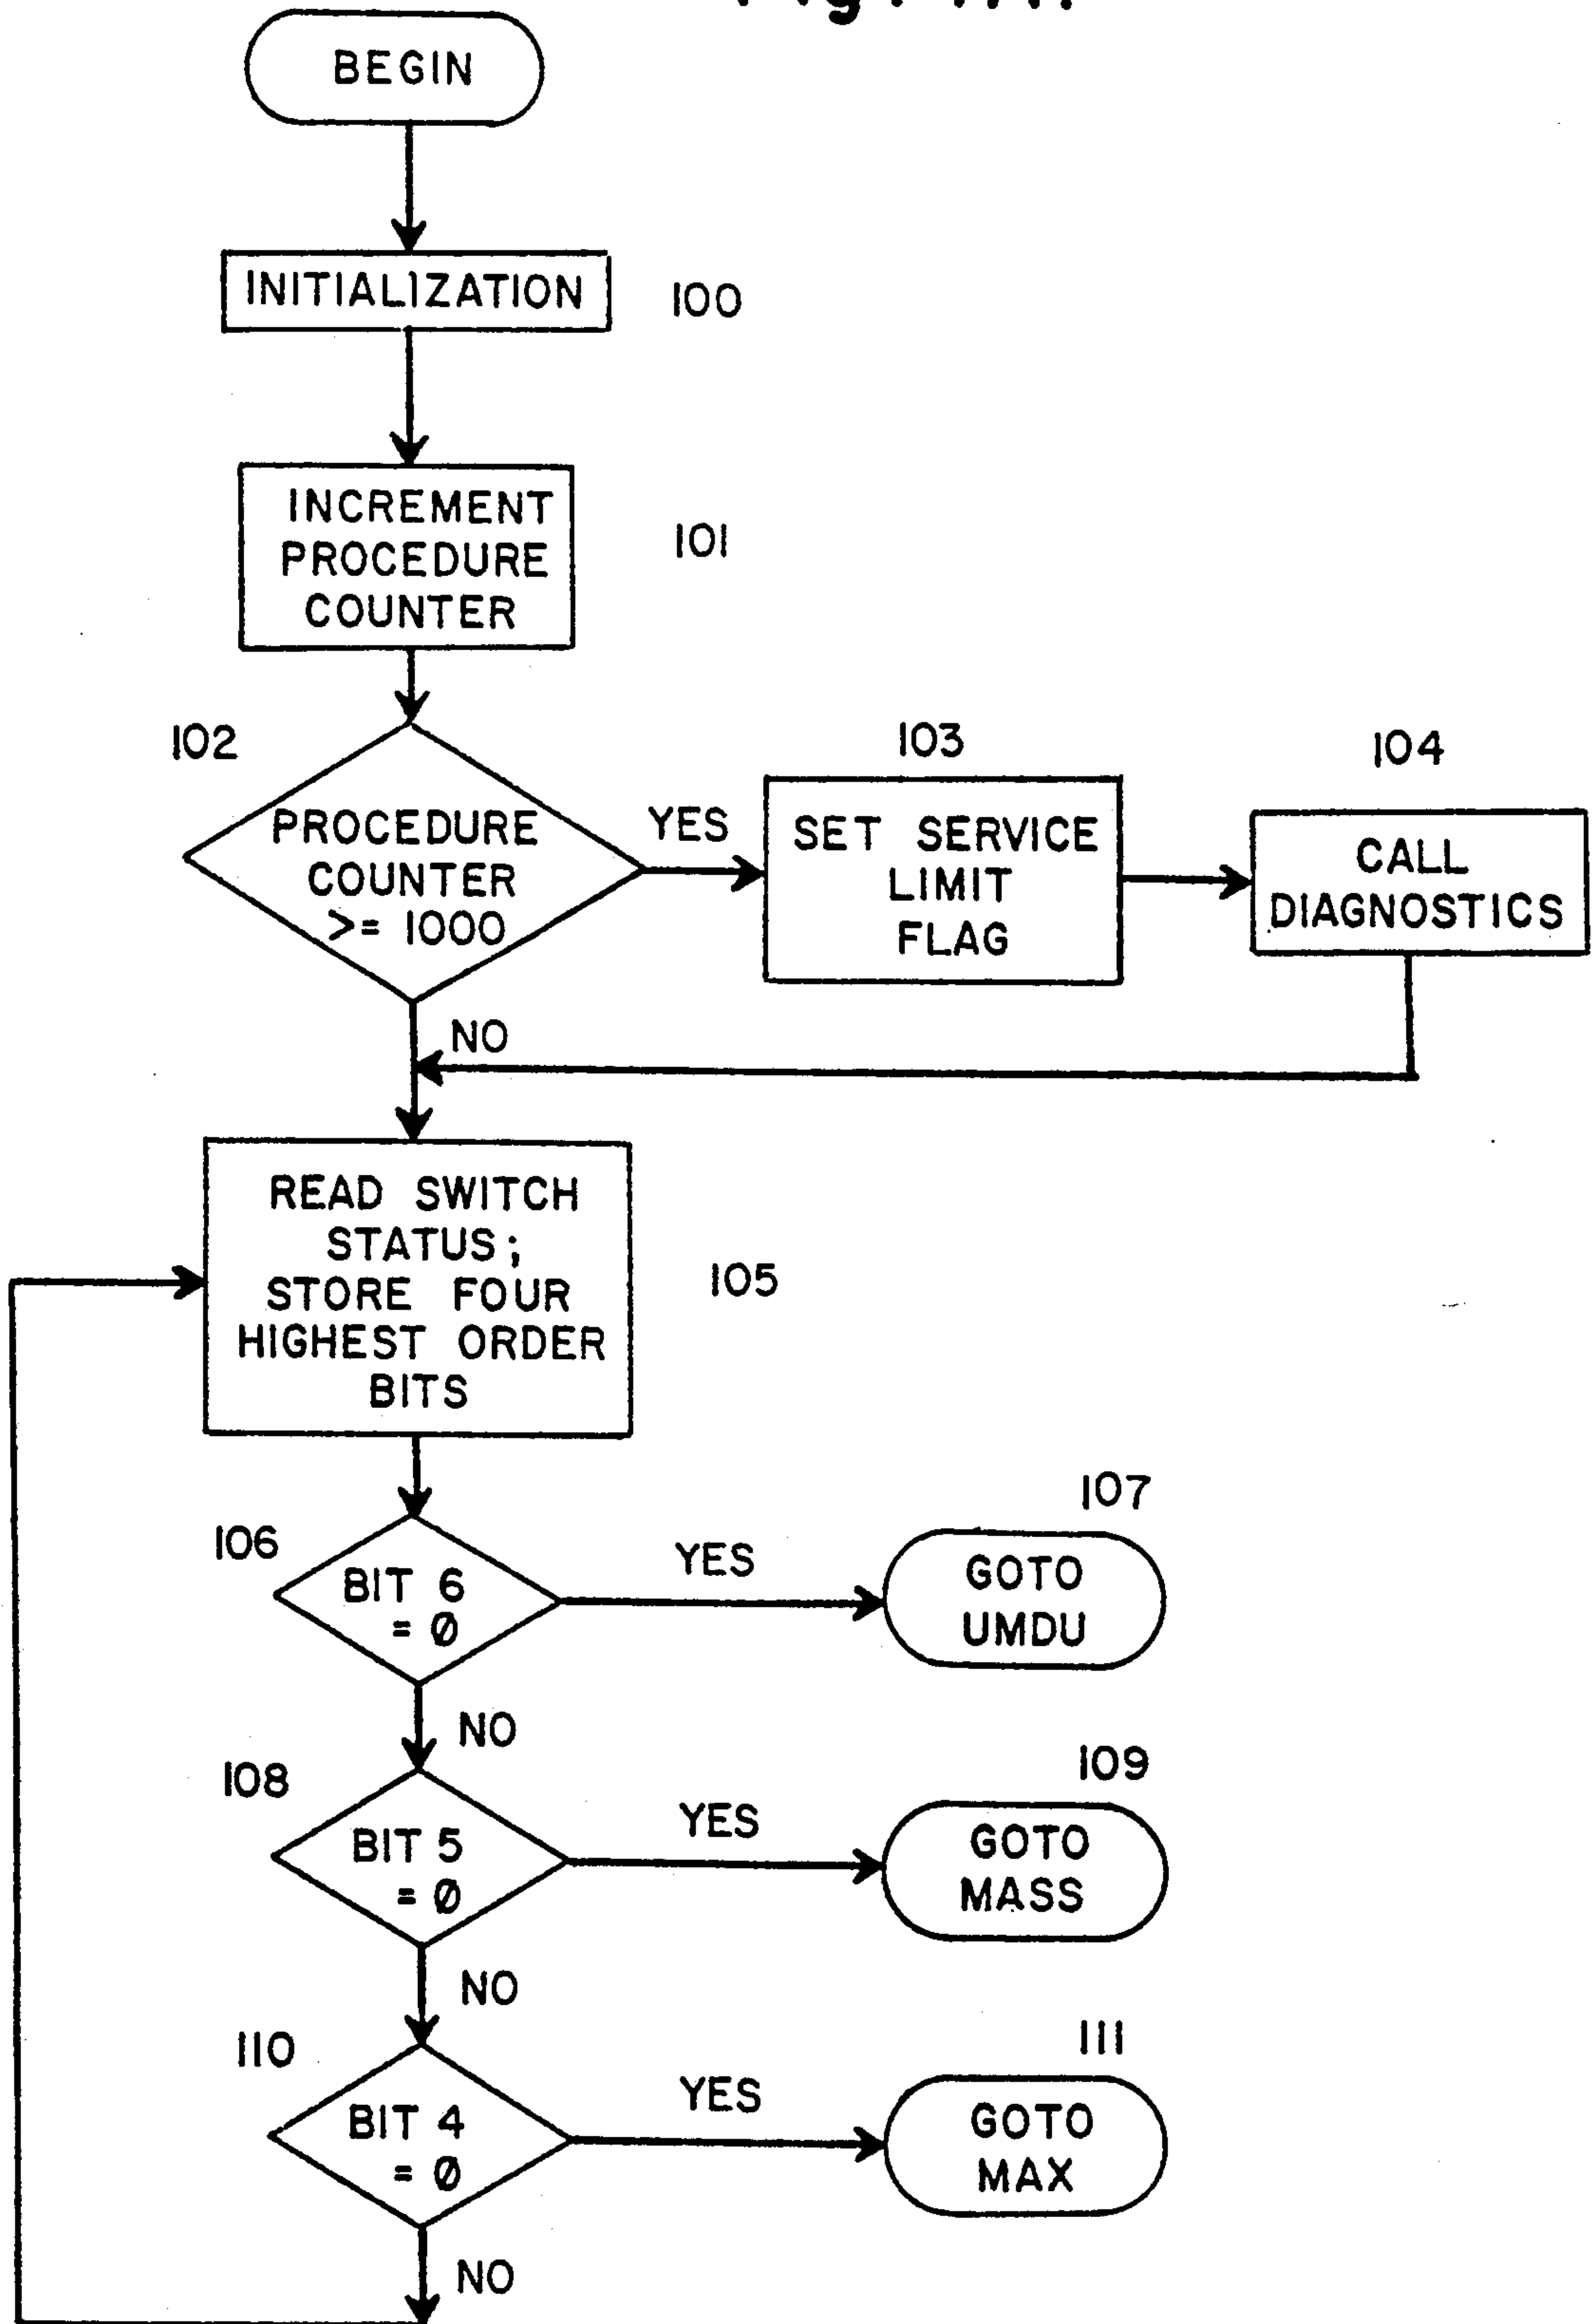 BEGIN
INITIALIZATION
100
INCREMENT
PROCEDURE
COUNTER
101
102
PROCEDURE
COUNTER
>= 1000
YES
103
SET SERVICE
LIMIT
FLAG
104
CALL
DIAGNOSTICS
NO
READ SWITCH
STATUS;
STORE FOUR
HIGHEST ORDER
BITS
105
106
BIT 6
= Ø
YES
107
GOTO
UMDU
NO
108
BIT 5
= Ø
YES
109
GOTO
MASS
NO
110
BIT 4
= Ø
YES
111
GOTO
MAX
NO